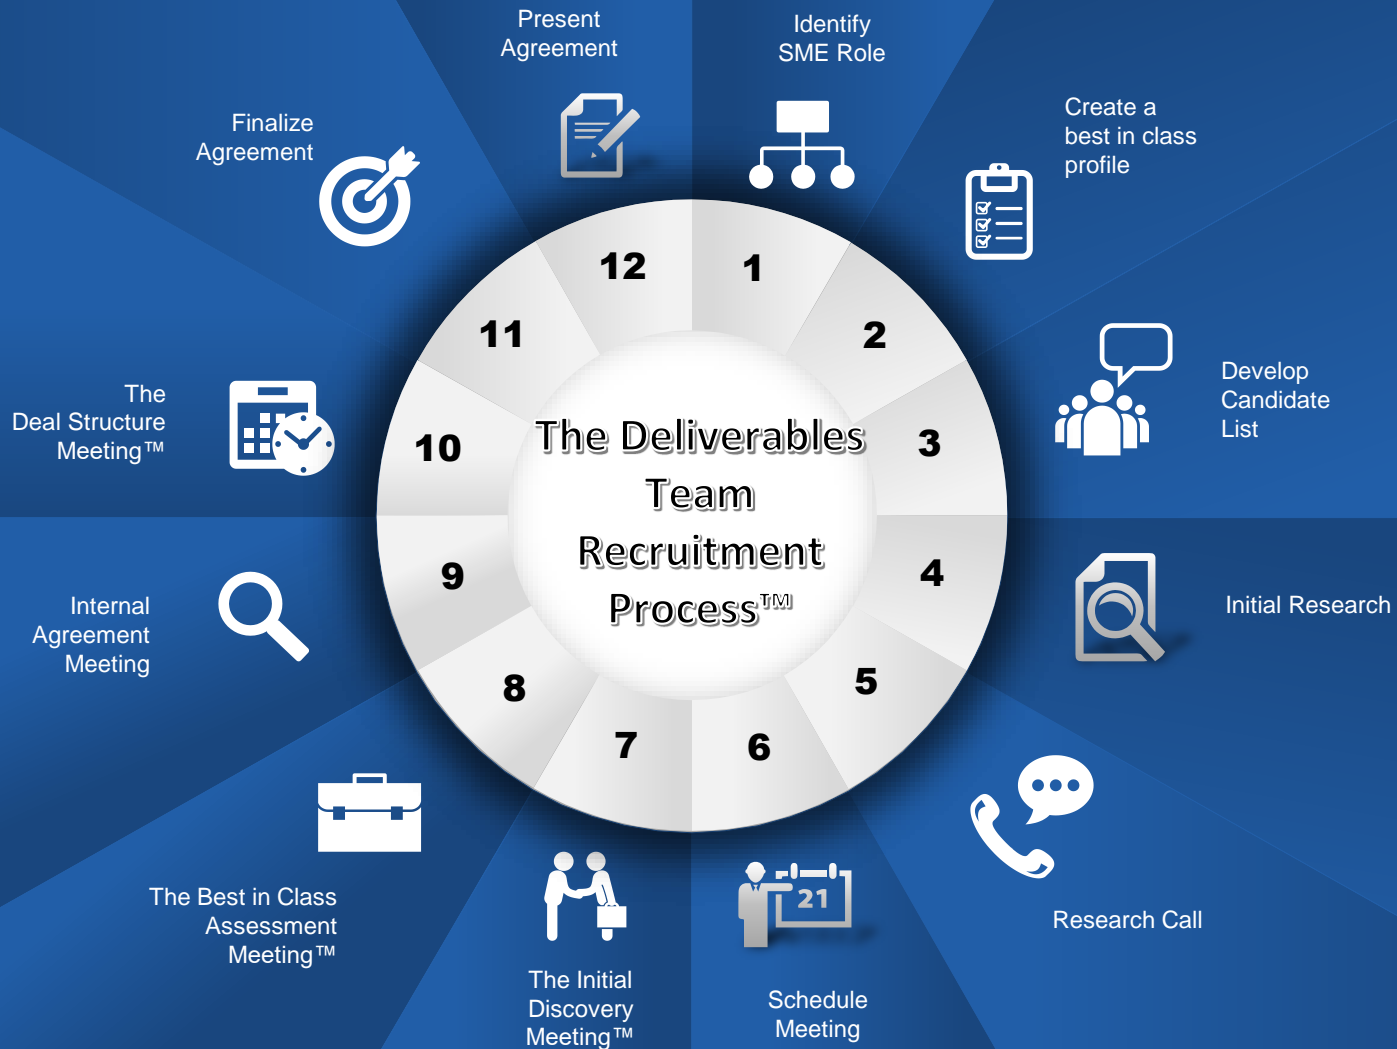 The Deliverables
Team
Recruitment
Process™
1
Identify
SME Role
2
Create a
best in class
profile
3
Develop
Candidate
List
4
Initial Research
5
Research Call
6
21
Schedule
Meeting
7
The Initial
Discovery
Meeting™
8
The Best in Class
Assessment
Meeting™
9
Internal
Agreement
Meeting
10
The
Deal Structure
Meeting™
11
Finalize
Agreement
12
Present
Agreement